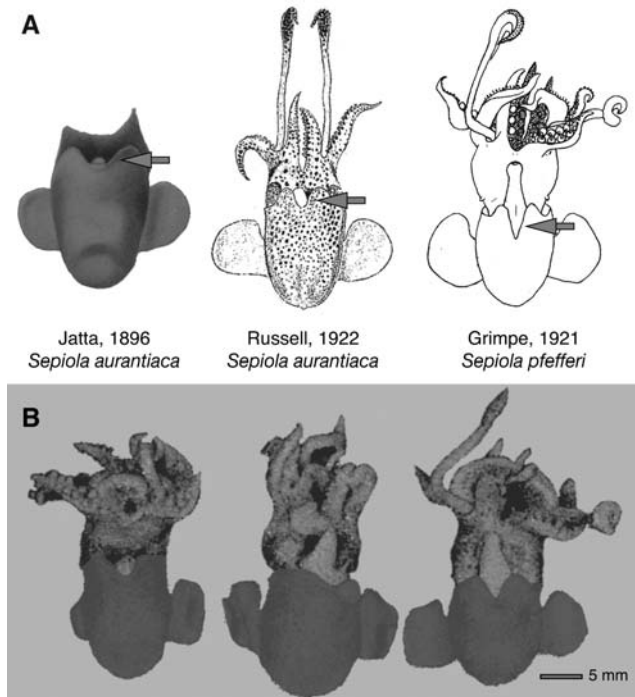 A
Jatta, 1896
Sepiola aurantiaca
Russell, 1922
Sepiola aurantiaca
Grimpe, 1921
Sepiola pfefferi
B
5 mm